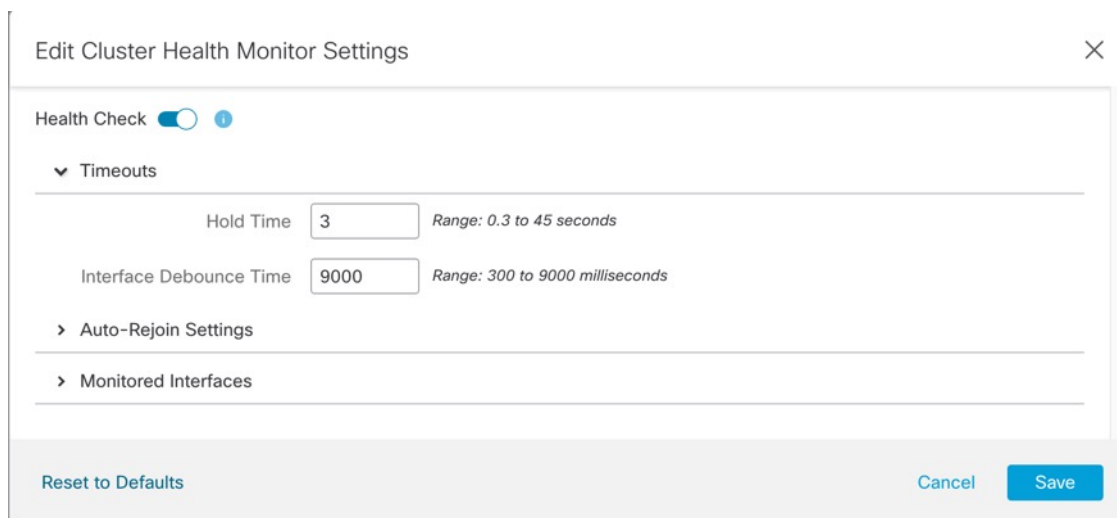 Edit Cluster Health Monitor Settings
Health Check
Timeouts
Hold Time 3 Range: 0.3 to 45 seconds
Interface Debounce Time 9000 Range: 300 to 9000 milliseconds
Auto-Rejoin Settings
Monitored Interfaces
Reset to Defaults Cancel Save